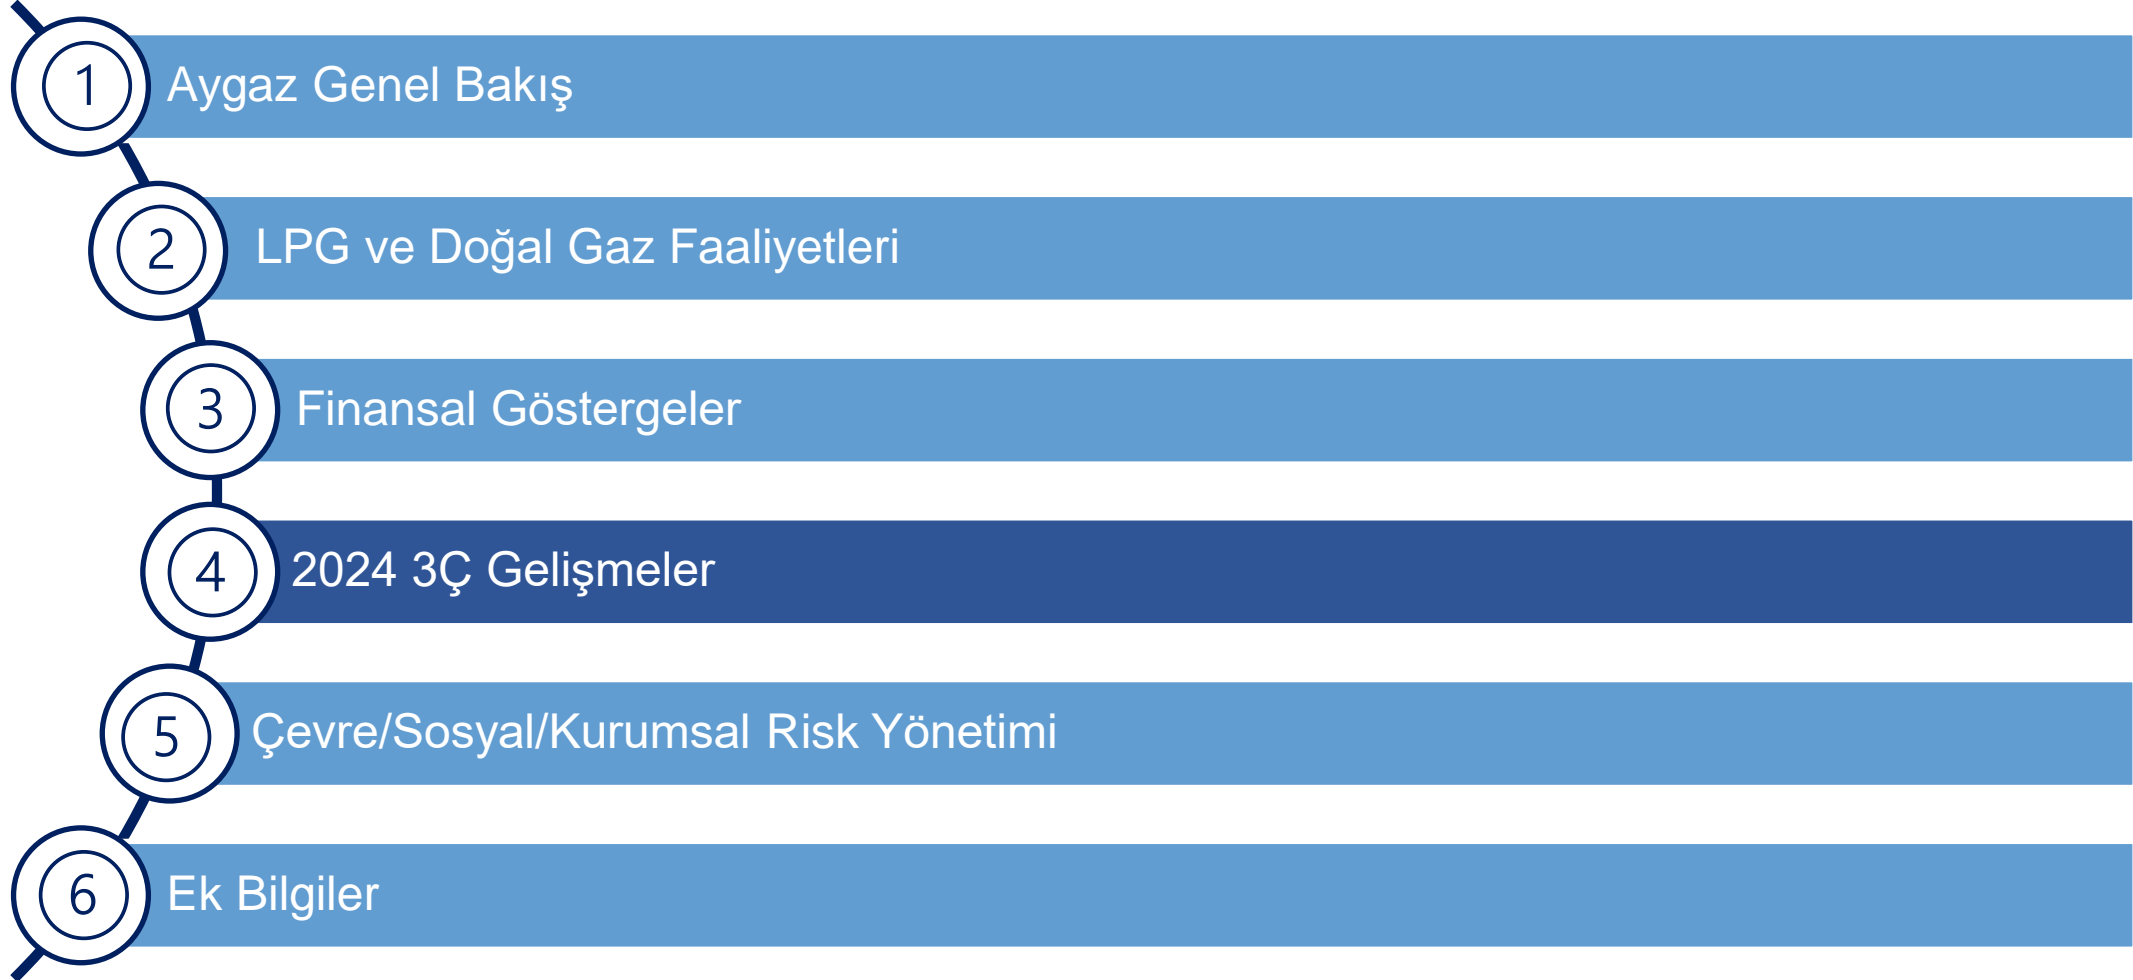 1 Aygaz Genel Bakış
2 LPG ve Doğal Gaz Faaliyetleri
3 Finansal Göstergeler
4 2024 3Ç Gelişmeler
5 Çevre/Sosyal/Kurumsal Risk Yönetimi
6 Ek Bilgiler